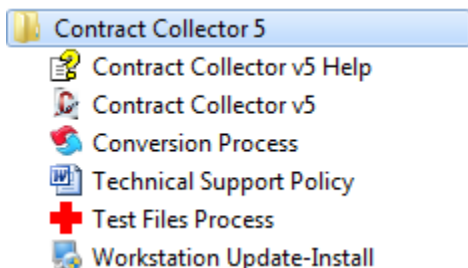 Contract Collector 5
Contract Collector v5 Help
Contract Collector v5
Conversion Process
Technical Support Policy
Test Files Process
Workstation Update-Install